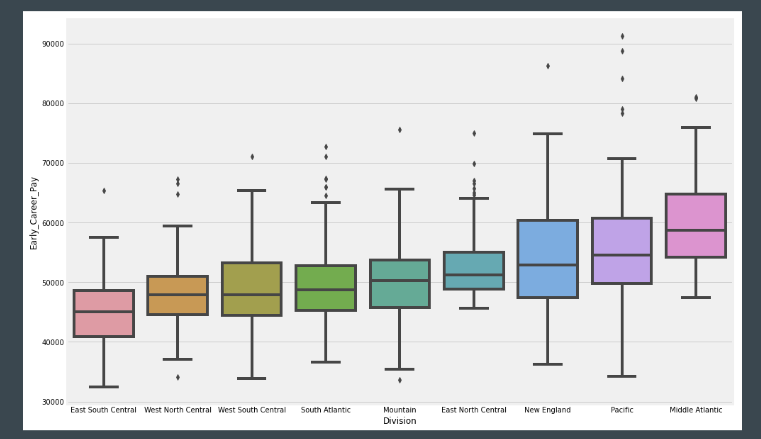 90000
80000
70000
60000
50000
40000
30000
Early_Career_Pay
East South Central West North Central West South Central South Atlantic Mountain East North Central New England Pacific Middle Atlantic
Division